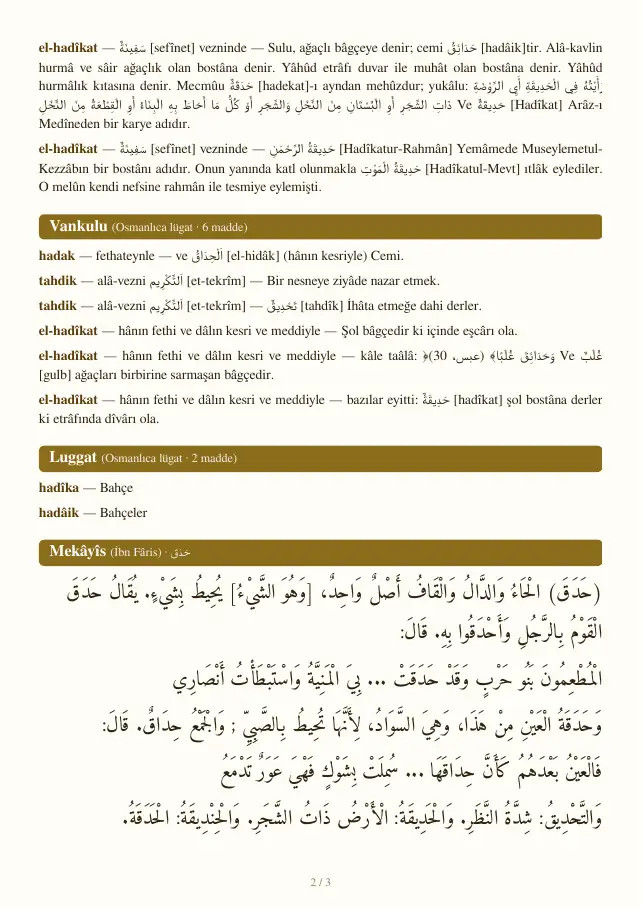 el-hadîkat — سَفِينَةٌ [sefînet] vezninde — Sulu, ağaçlı bâgçeye denir; cemi حَدَائِقُ [hadâik]tir. Alâ-kavlin
hurmâ ve sâir ağaçlık olan bostâna denir. Yâhûd etrâfı duvar ile muhât olan bostâna denir. Yâhûd
hurmâlık kıtasına denir. Mecmûu حَدَقَةٌ [hadekat]-ı ayndan mehûzdur; yukâlu: رَأَيْتُهُ فِي الْحَدِيقَةِ أَيِ الرَّوْضَةِ
ذَاتِ الشَّجَرِ أَوِ الْبُسْتَانِ مِنَ النَّخْلِ وَالشَّجَرِ أَوْ كُلُّ مَا أَحَاطَ بِهِ الْبِنَاءُ أَوِ الْقِطْعَةُ مِنَ النَّخْلِ Ve حَدِيقَةٌ [Hadîkat] Arâz-ı
Medîneden bir karye adıdır.
el-hadîkat — سَفِينَةٌ [sefînet] vezninde — حَدِيقَةُ الرَّحْمٰنِ [Hadîkatur-Rahmân] Yemâmede Museylemetul-
Kezzâbın bir bostânı adıdır. Onun yanında katl olunmakla حَدِيقَةُ الْمَوْتِ [Hadîkatul-Mevt] ıtlâk eylediler.
O melûn kendi nefsine rahmân ile tesmiye eylemişti.
Vankulu (Osmanlıca lügat · 6 madde)
hadak — fethateynle — ve اَلْحِدَاقُ [el-hidâk] (hânın kesriyle) Cemi.
tahdik — alâ-vezni اَلتَّكْرِيم [et-tekrîm] — Bir nesneye ziyâde nazar etmek.
tahdik — alâ-vezni اَلتَّكْرِيم [et-tekrîm] — تَحْدِيقٌ [tahdîk] İhâta etmeğe dahi derler.
el-hadîkat — hânın fethi ve dâlın kesri ve meddiyle — Şol bâgçedir ki içinde eşcârı ola.
el-hadîkat — hânın fethi ve dâlın kesri ve meddiyle — kâle taâlâ: ﴿وَحَدَائِقَ غُلْبًا﴾ (عبس، 30) Ve غُلْبٌ
[gulb] ağaçları birbirine sarmaşan bâgçedir.
el-hadîkat — hânın fethi ve dâlın kesri ve meddiyle — bazılar eyitti: حَدِيقَةٌ [hadîkat] şol bostâna derler
ki etrâfında dîvârı ola.
Luggat (Osmanlıca lügat · 2 madde)
hadîka — Bahçe
hadâik — Bahçeler
Mekâyîs (İbn Fâris) · حَدَقَ
(حَدَقَ) الْحَاءُ وَالدَّالُ وَالْقَافُ أَصْلٌ وَاحِدٌ، [وَهُوَ الشَّيْءُ] يُحِيطُ بِشَيْءٍ. يُقَالُ حَدَقَ
الْقَوْمُ بِالرَّجُلِ وَأَحْدَقُوا بِهِ. قَالَ:
الْمُطْعِمُونَ بَنُو حَرْبٍ وَقَدْ حَدَقَتْ ... بِيَ الْمَنِيَّةُ وَاسْتَبْطَأْتُ أَنْصَارِي
وَحَدَقَةُ الْعَيْنِ مِنْ هَذَا، وَهِيَ السَّوَادُ، لِأَنَّهَا تُحِيطُ بِالصَّبِيِّ ; وَالْجَمْعُ حِدَاقٌ. قَالَ:
فَالْعَيْنُ بَعْدَهُمُ كَأَنَّ حِدَاقَهَا ... سُمِلَتْ بِشَوْكٍ فَهْيَ عَوَرٌ تَدْمَعُ
وَالتَّحْدِيقُ: شِدَّةُ النَّظَرِ. وَالْحَدِيقَةُ: الْأَرْضُ ذَاتُ الشَّجَرِ. وَالْحِنْدِيقَةُ: الْحَدَقَةُ.
2 / 3